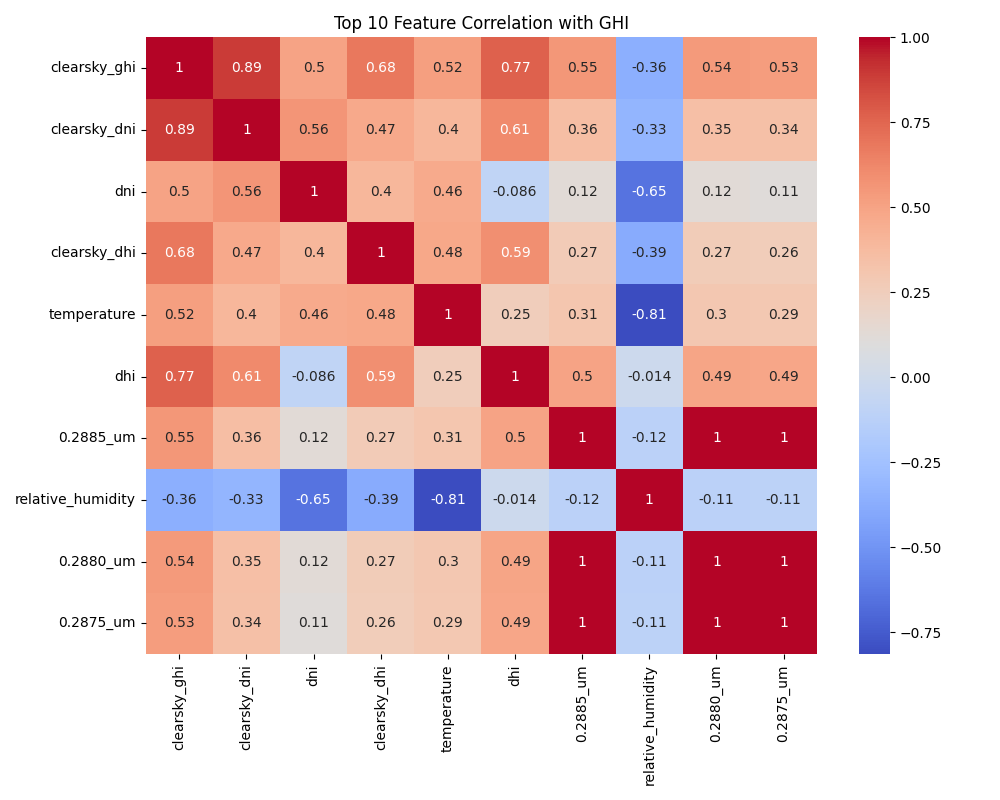 Top 10 Feature Correlation with GHI
clearsky_ghi 1 0.89 0.5 0.68 0.52 0.77 0.55 -0.36 0.54 0.53
clearsky_dni 0.89 1 0.56 0.47 0.4 0.61 0.36 -0.33 0.35 0.34
dni 0.5 0.56 1 0.4 0.46 -0.086 0.12 -0.65 0.12 0.11
clearsky_dhi 0.68 0.47 0.4 1 0.48 0.59 0.27 -0.39 0.27 0.26
temperature 0.52 0.4 0.46 0.48 1 0.25 0.31 -0.81 0.3 0.29
dhi 0.77 0.61 -0.086 0.59 0.25 1 0.5 -0.014 0.49 0.49
0.2885_um 0.55 0.36 0.12 0.27 0.31 0.5 1 -0.12 1 1
relative_humidity -0.36 -0.33 -0.65 -0.39 -0.81 -0.014 -0.12 1 -0.11 -0.11
0.2880_um 0.54 0.35 0.12 0.27 0.3 0.49 1 -0.11 1 1
0.2875_um 0.53 0.34 0.11 0.26 0.29 0.49 1 -0.11 1 1
clearsky_ghi
clearsky_dni
dni
clearsky_dhi
temperature
dhi
0.2885_um
relative_humidity
0.2880_um
0.2875_um
1.00
0.75
0.50
0.25
0.00
−0.25
−0.50
−0.75